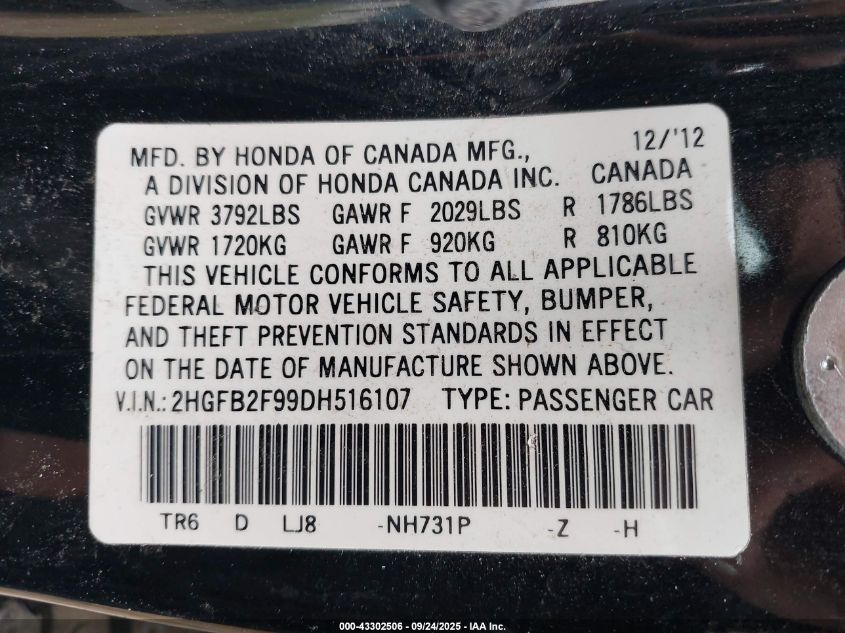 MFD. BY HONDA OF CANADA MFG., 12/'12
A DIVISION OF HONDA CANADA INC. CANADA
GVWR 3792LBS GAWR F 2029LBS R 1786LBS
GVWR 1720KG GAWR F 920KG R 810KG
THIS VEHICLE CONFORMS TO ALL APPLICABLE
FEDERAL MOTOR VEHICLE SAFETY, BUMPER,
AND THEFT PREVENTION STANDARDS IN EFFECT
ON THE DATE OF MANUFACTURE SHOWN ABOVE.
V.I.N.: 2HGFB2F99DH516107 TYPE: PASSENGER CAR
TR6 D LJ8 -NH731P -Z -H
000-43302506 - 09/24/2025 - IAA Inc.